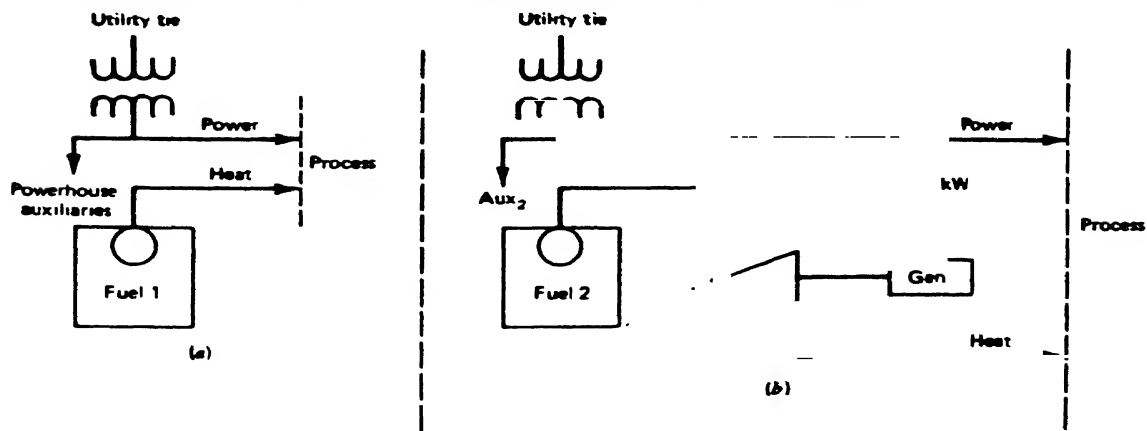 Utility tie
Power
Heat
Process
Powerhouse
auxiliaries
Fuel 1
(a)
Utility tie
Power
kW
Aux2
Process
Fuel 2
Gen
Heat
(b)